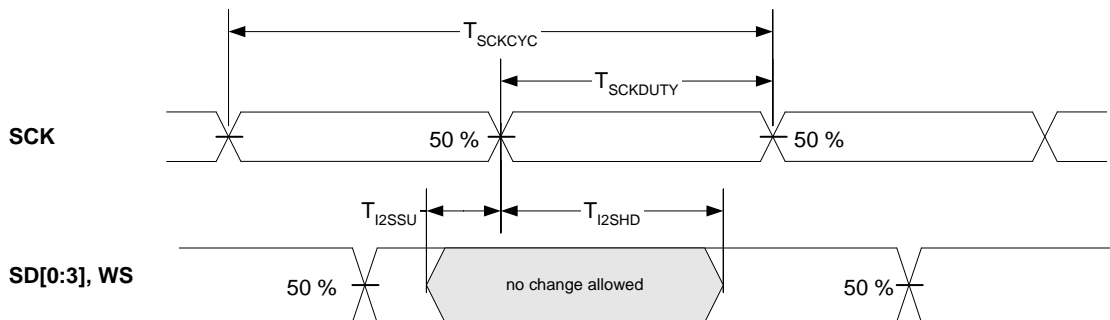 T_SCKCYC
T_SCKDUTY
SCK
50 %
50 %
T_I2SSU
T_I2SHD
SD[0:3], WS
50 %
no change allowed
50 %